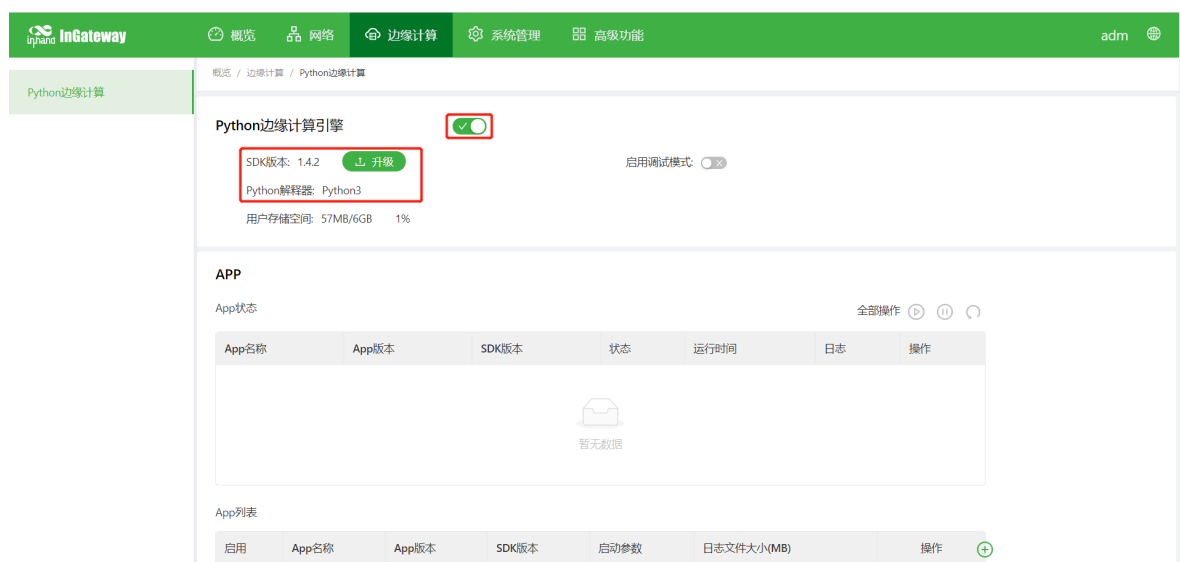 inhand InGateway 概览 网络 边缘计算 系统管理 高级功能 adm
Python边缘计算
概览 / 边缘计算 / Python边缘计算
Python边缘计算引擎
SDK版本: 1.4.2 升级 启用调试模式:
Python解释器: Python3
用户存储空间: 57MB/6GB 1%
APP
App状态 全部操作
App名称 App版本 SDK版本 状态 运行时间 日志 操作
暂无数据
App列表
启用 App名称 App版本 SDK版本 启动参数 日志文件大小(MB) 操作